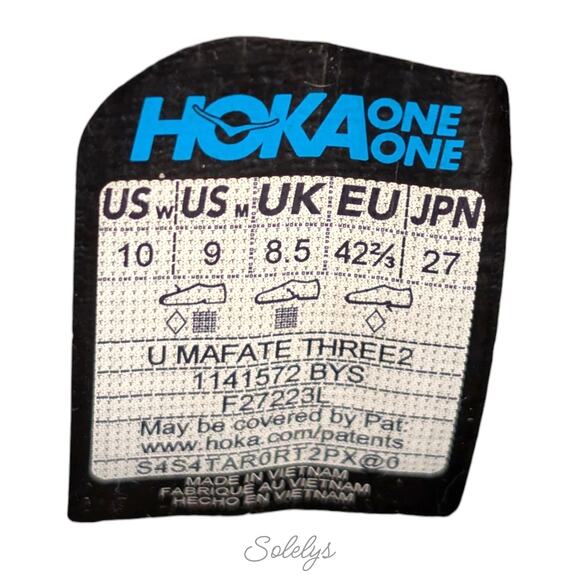 HOKA ONE ONE
US W US M UK EU JPN
10 9 8.5 42⅔ 27
U MAFATE THREE2
1141572 BYS
F27223L
May be covered by Pat:
www.hoka.com/patents
S4S4TAR0RT2PX@0
MADE IN VIETNAM
FABRIQUÉ AU VIETNAM
HECHO EN VIETNAM
Solelys